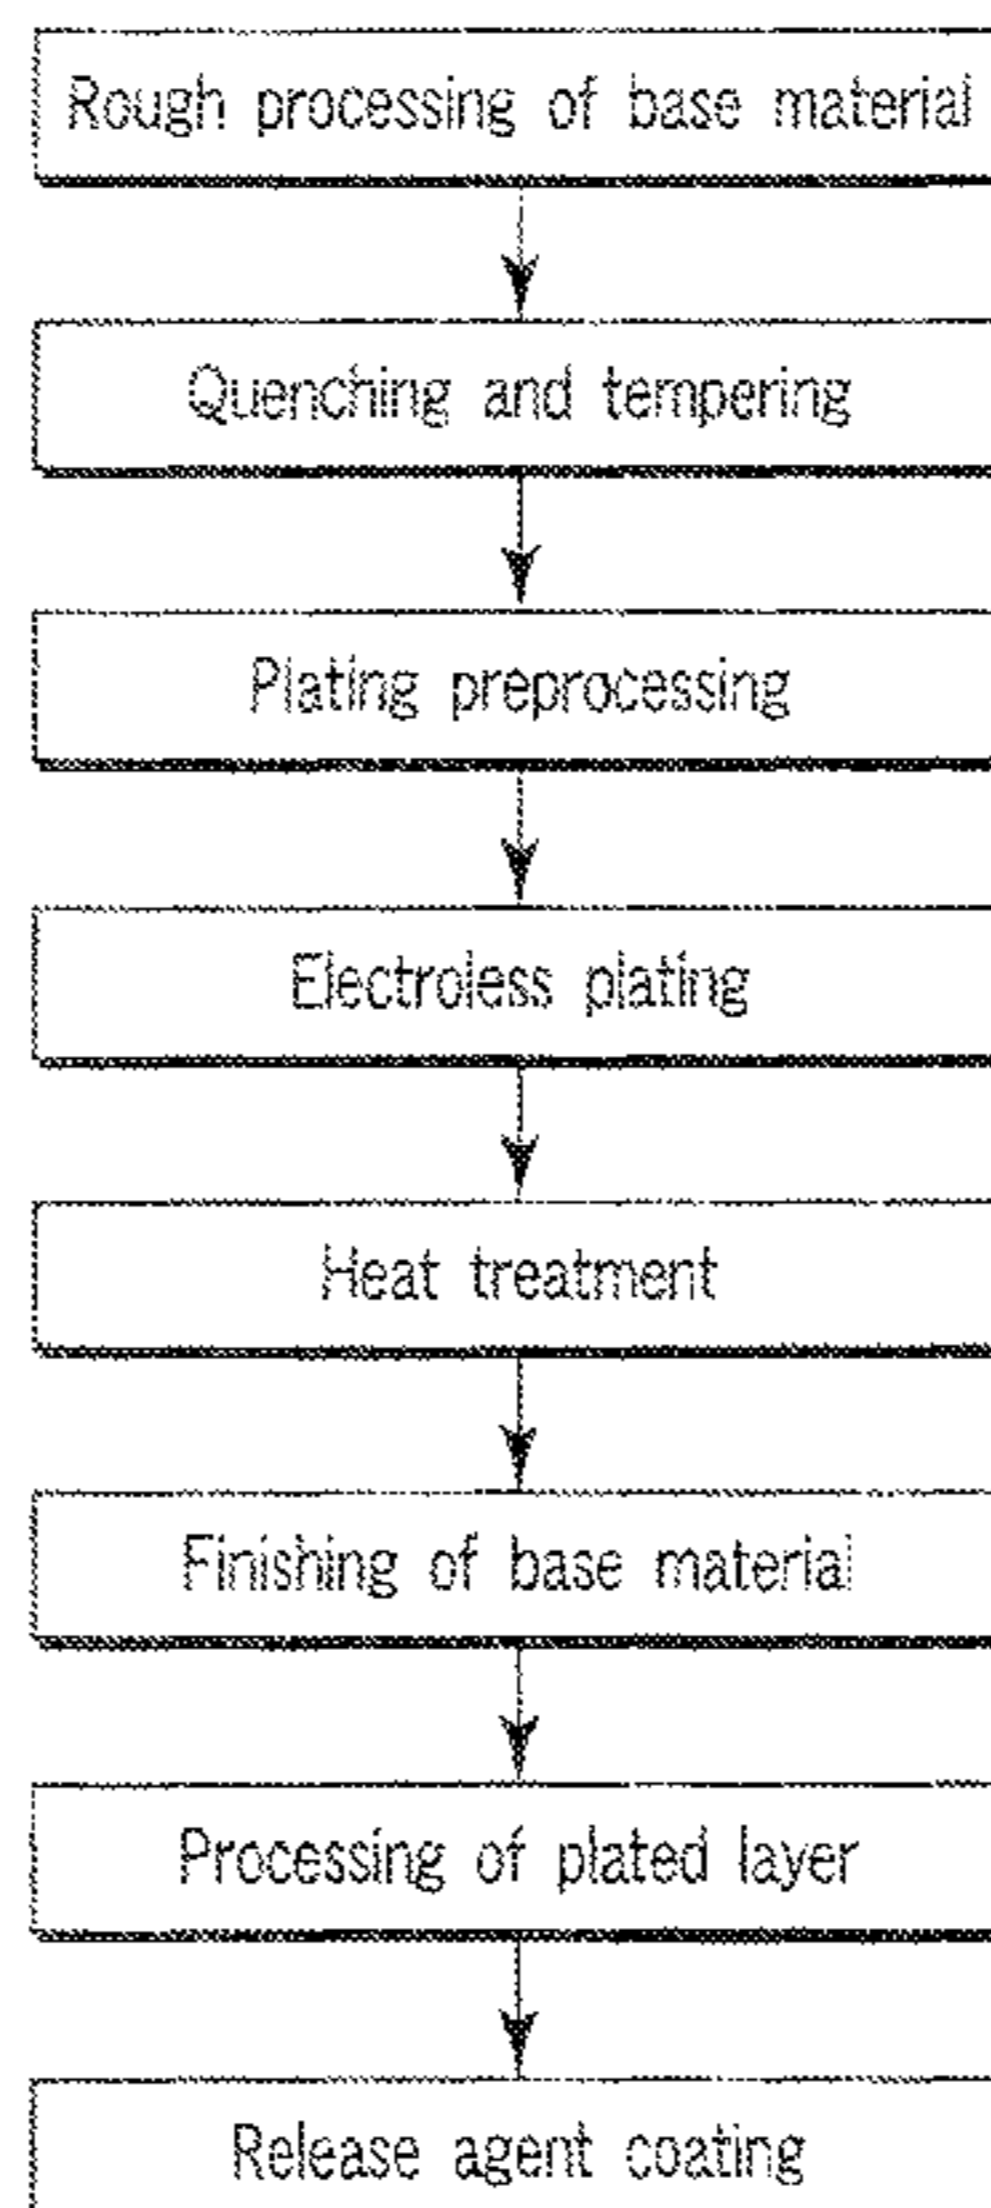 Rough processing of base material
Quenching and tempering
Plating preprocessing
Electroless plating
Heat treatment
Finishing of base material
Processing of plated layer
Release agent coating